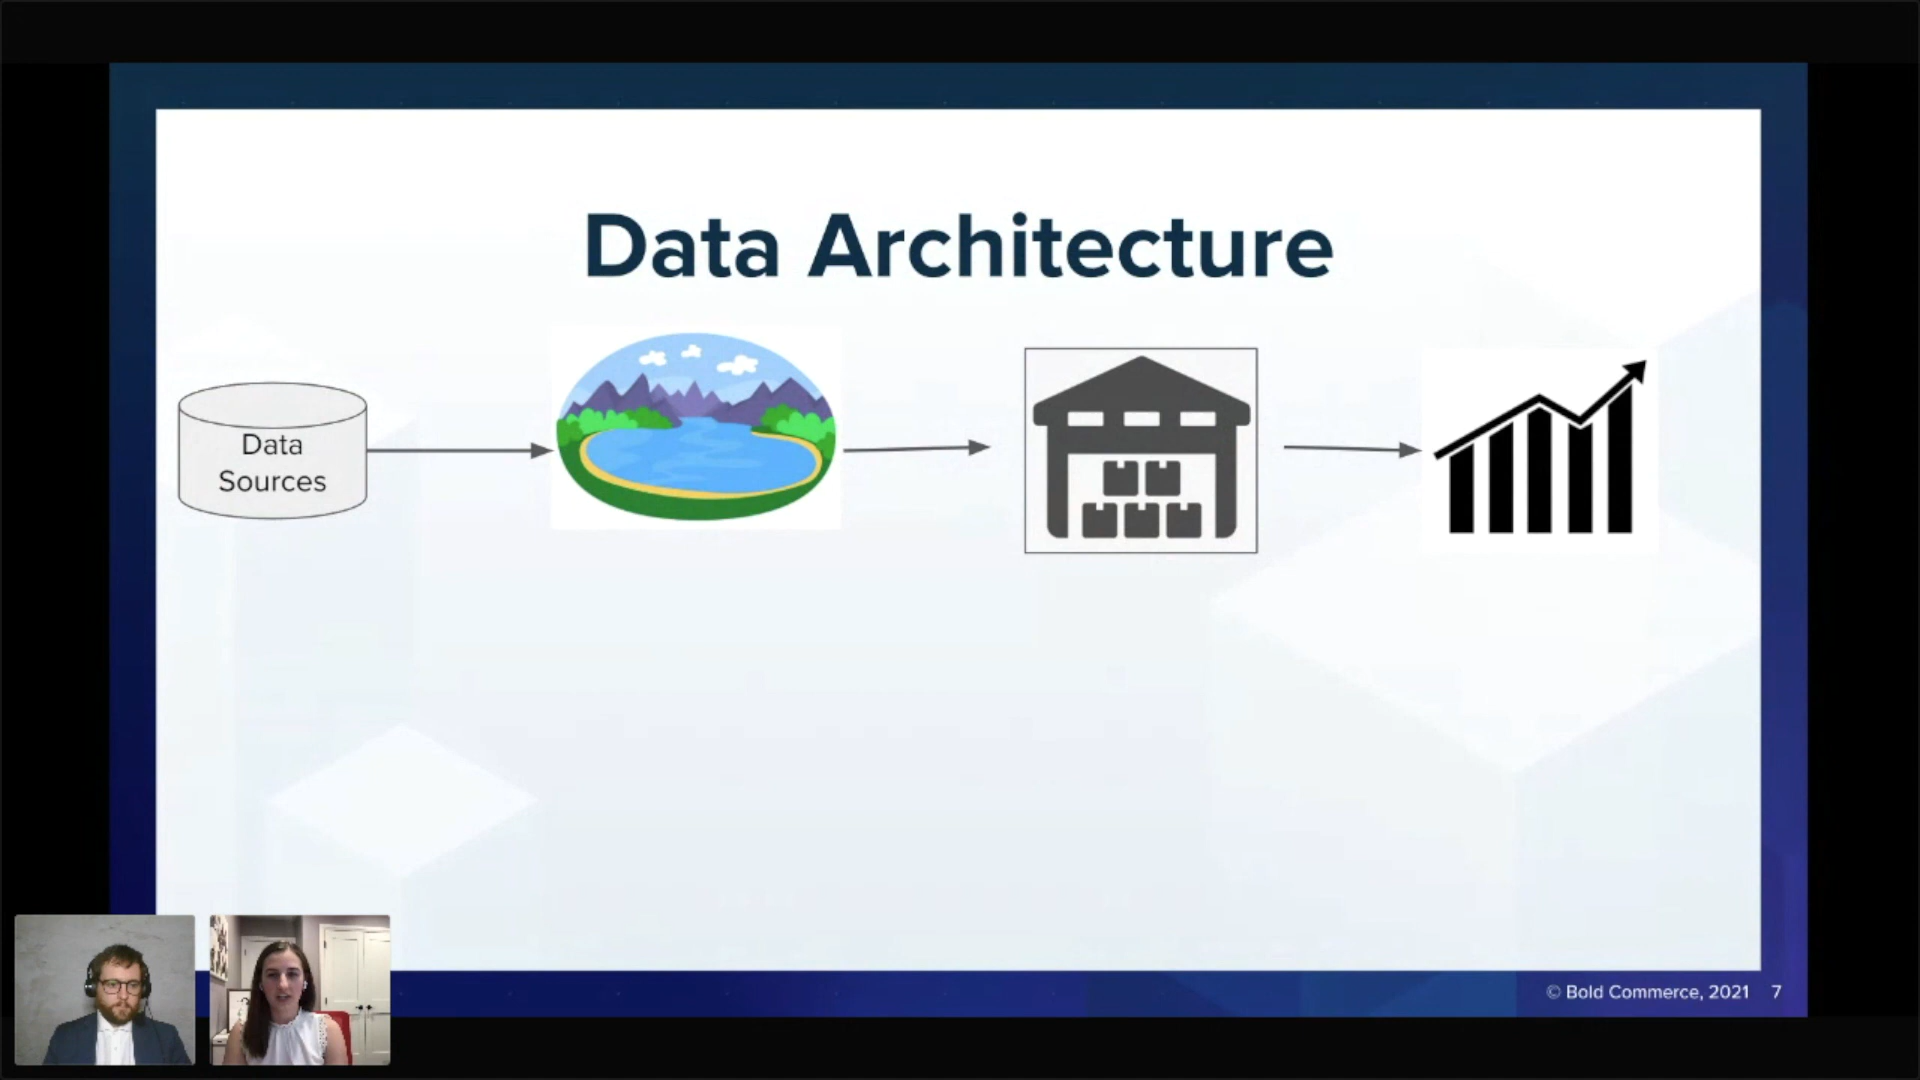 Data Architecture
Data
Sources
© Bold Commerce, 2021 7